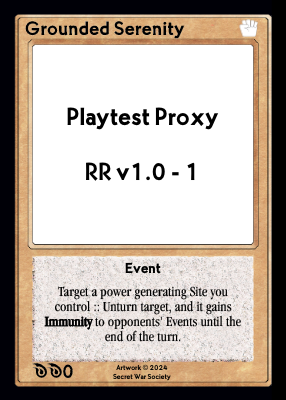 Grounded Serenity
Playtest Proxy
RR v1.0 - 1
Event
Target a power generating Site you
control :: Unturn target, and it gains
Immunity to opponents' Events until the
end of the turn.
0
Artwork © 2024
Secret War Society